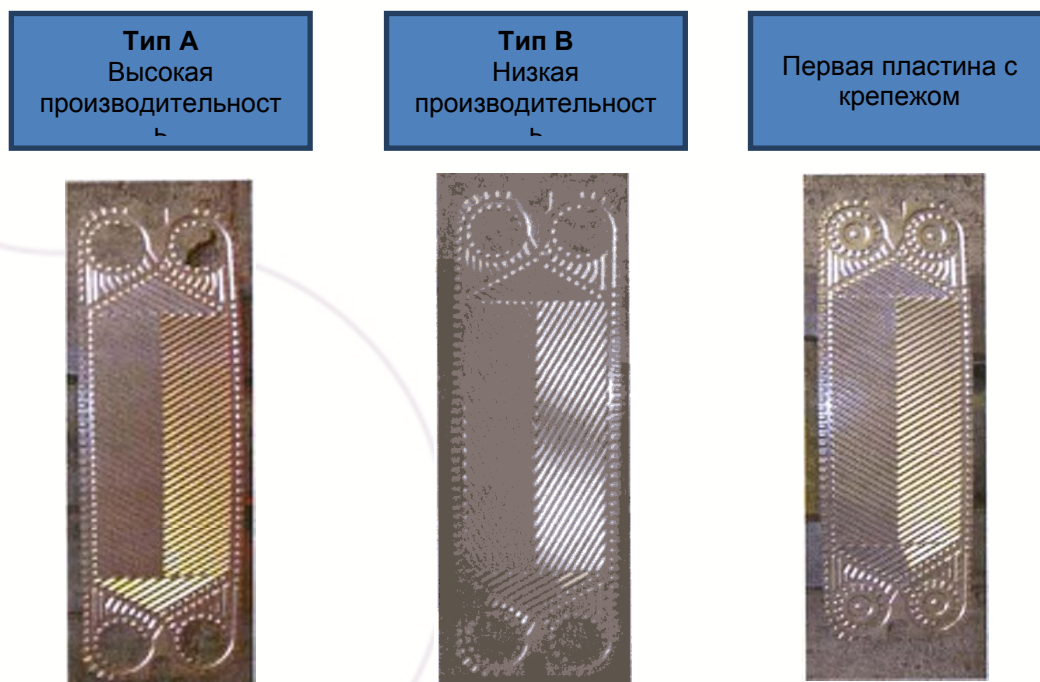 Тип А
Высокая
производительност
ь
Тип В
Низкая
производительност
ь
Первая пластина с
крепежом